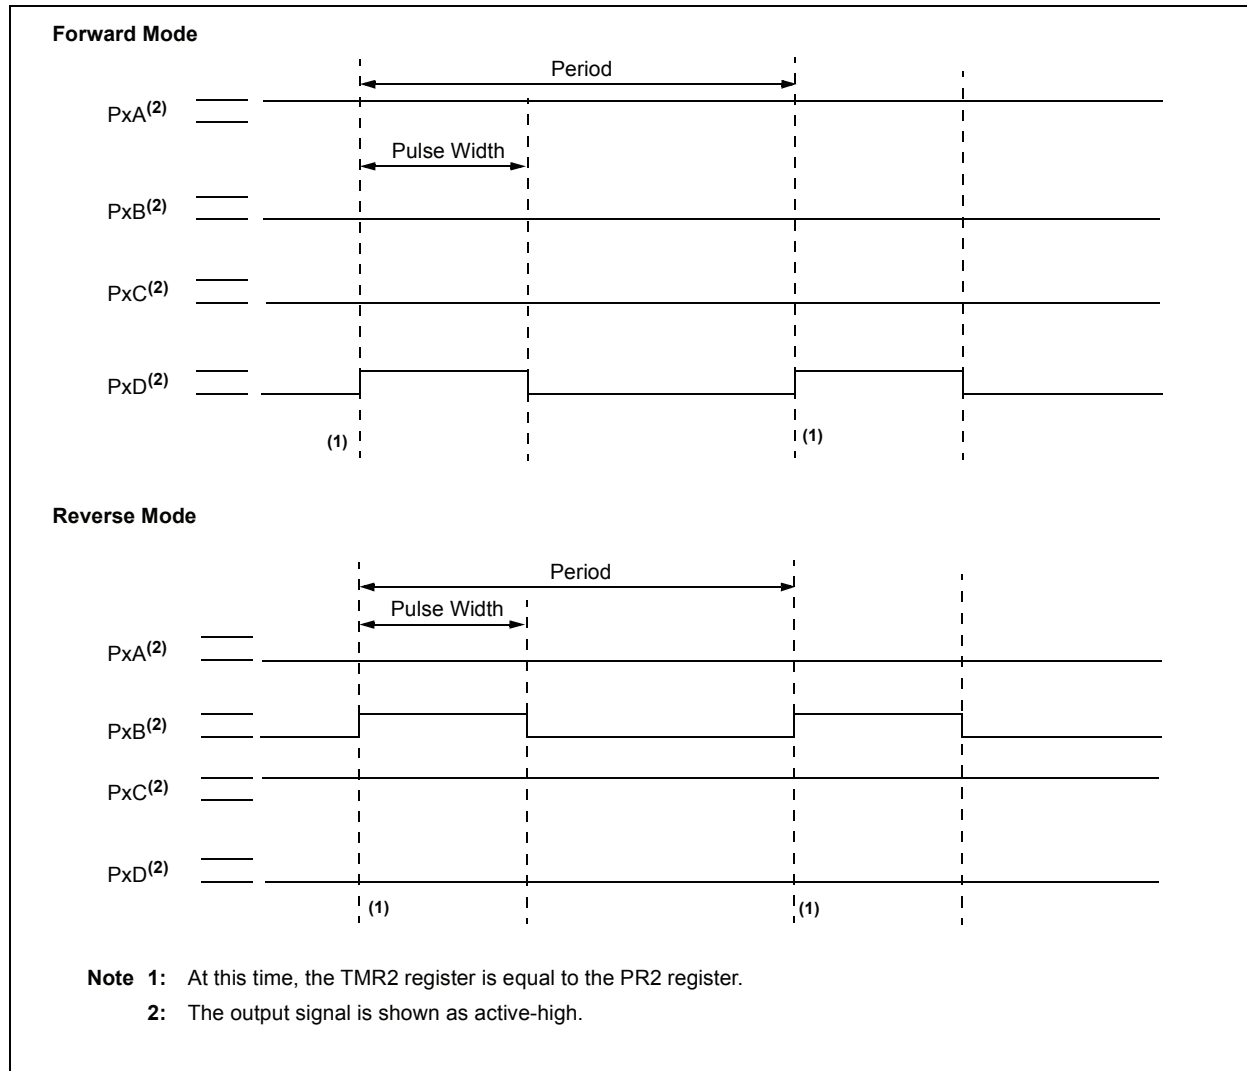 Forward Mode
Period
PxA(2)
Pulse Width
PxB(2)
PxC(2)
PxD(2)
(1) (1)
Reverse Mode
Period
Pulse Width
PxA(2)
PxB(2)
PxC(2)
PxD(2)
(1) (1)
Note 1: At this time, the TMR2 register is equal to the PR2 register.
2: The output signal is shown as active-high.